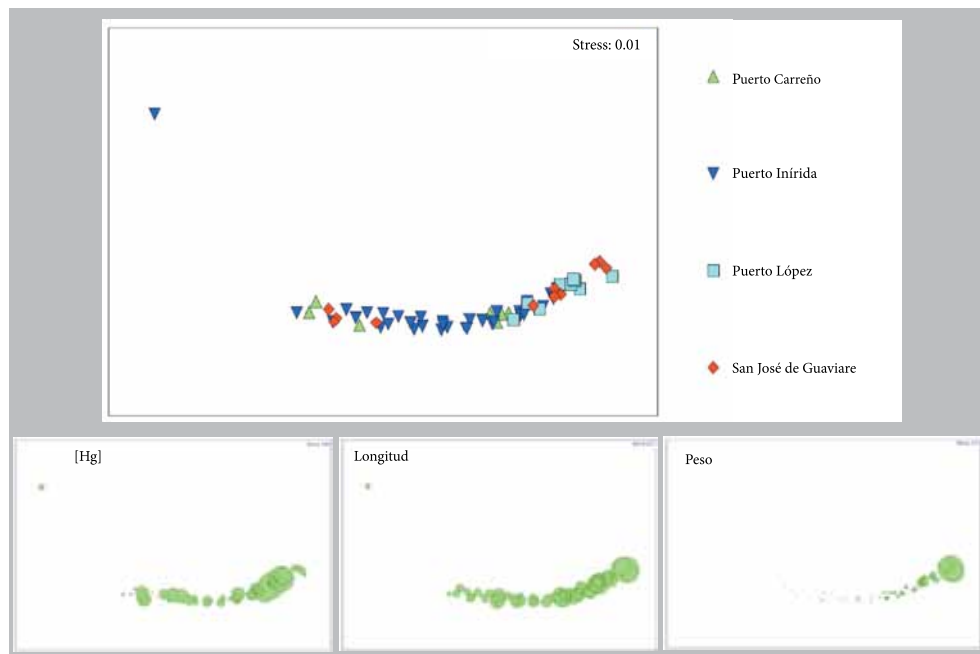 Stress: 0.01
Puerto Carreño
Puerto Inírida
Puerto López
San José de Guaviare
[Hg]
Longitud
Peso